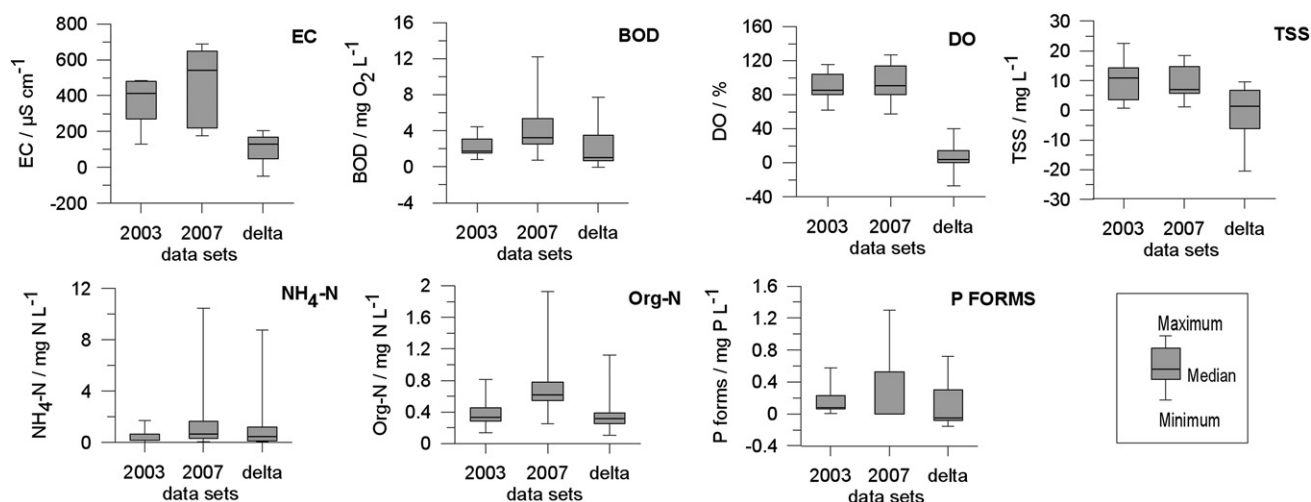 EC
800
600
400
200
0
-200
EC / µS cm⁻¹
2003 2007 delta
data sets
BOD
16
12
8
4
0
-4
BOD / mg O₂ L⁻¹
2003 2007 delta
data sets
DO
160
120
80
40
0
-40
DO / %
2003 2007 delta
data sets
TSS
30
20
10
0
-10
-20
-30
TSS / mg L⁻¹
2003 2007 delta
data sets
NH₄-N
12
8
4
0
NH₄-N / mg N L⁻¹
2003 2007 delta
data sets
Org-N
2
1.6
1.2
0.8
0.4
0
Org-N / mg N L⁻¹
2003 2007 delta
data sets
P FORMS
1.6
1.2
0.8
0.4
0
-0.4
P forms / mg P L⁻¹
2003 2007 delta
data sets
Maximum
Median
Minimum